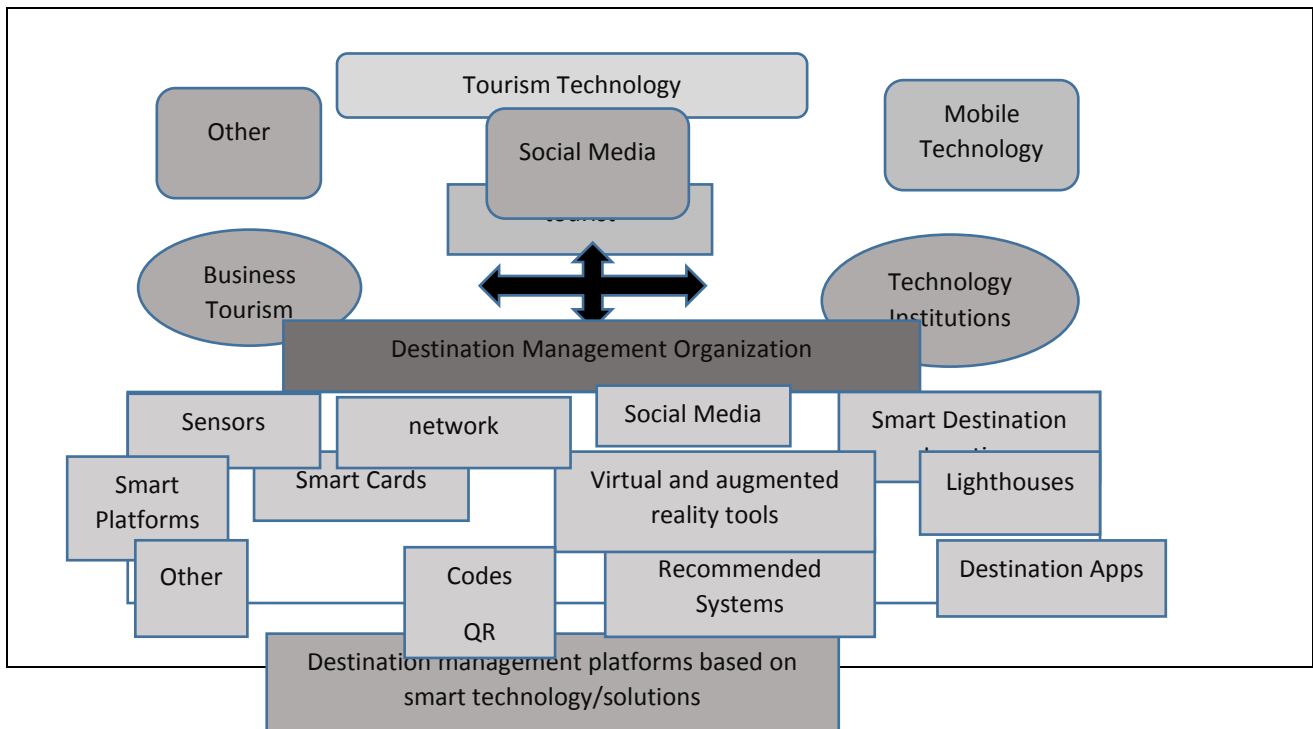 Tourism Technology
Other
Social Media
Mobile
Technology
tourist
Business
Tourism
Technology
Institutions
Destination Management Organization
Sensors
network
Social Media
Smart Destination
Smart
Platforms
Smart Cards
Virtual and augmented
reality tools
Lighthouses
Other
Codes
QR
Recommended
Systems
Destination Apps
Destination management platforms based on
smart technology/solutions